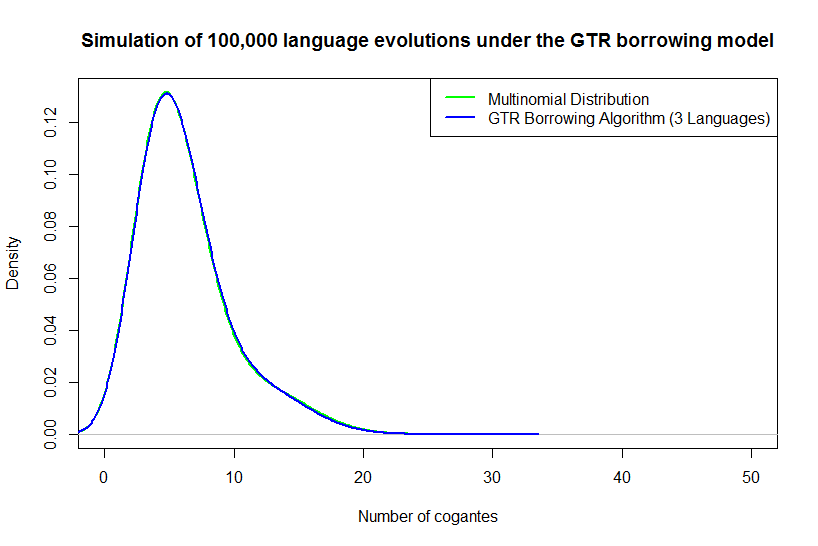 Simulation of 100,000 language evolutions under the GTR borrowing model
Multinomial Distribution
GTR Borrowing Algorithm (3 Languages)
Density
0.12
0.10
0.08
0.06
0.04
0.02
0.00
0 10 20 30 40 50
Number of cogantes